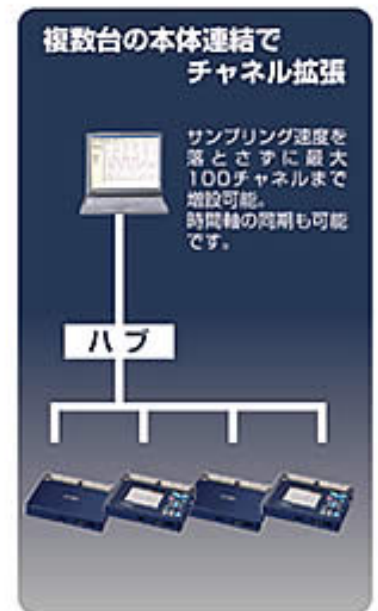 複数台の本体連結で
チャネル拡張
サンプリング速度を
落とさずに最大
100チャネルまで
増設可能。
時間軸の同期も可能
です。
ハブ